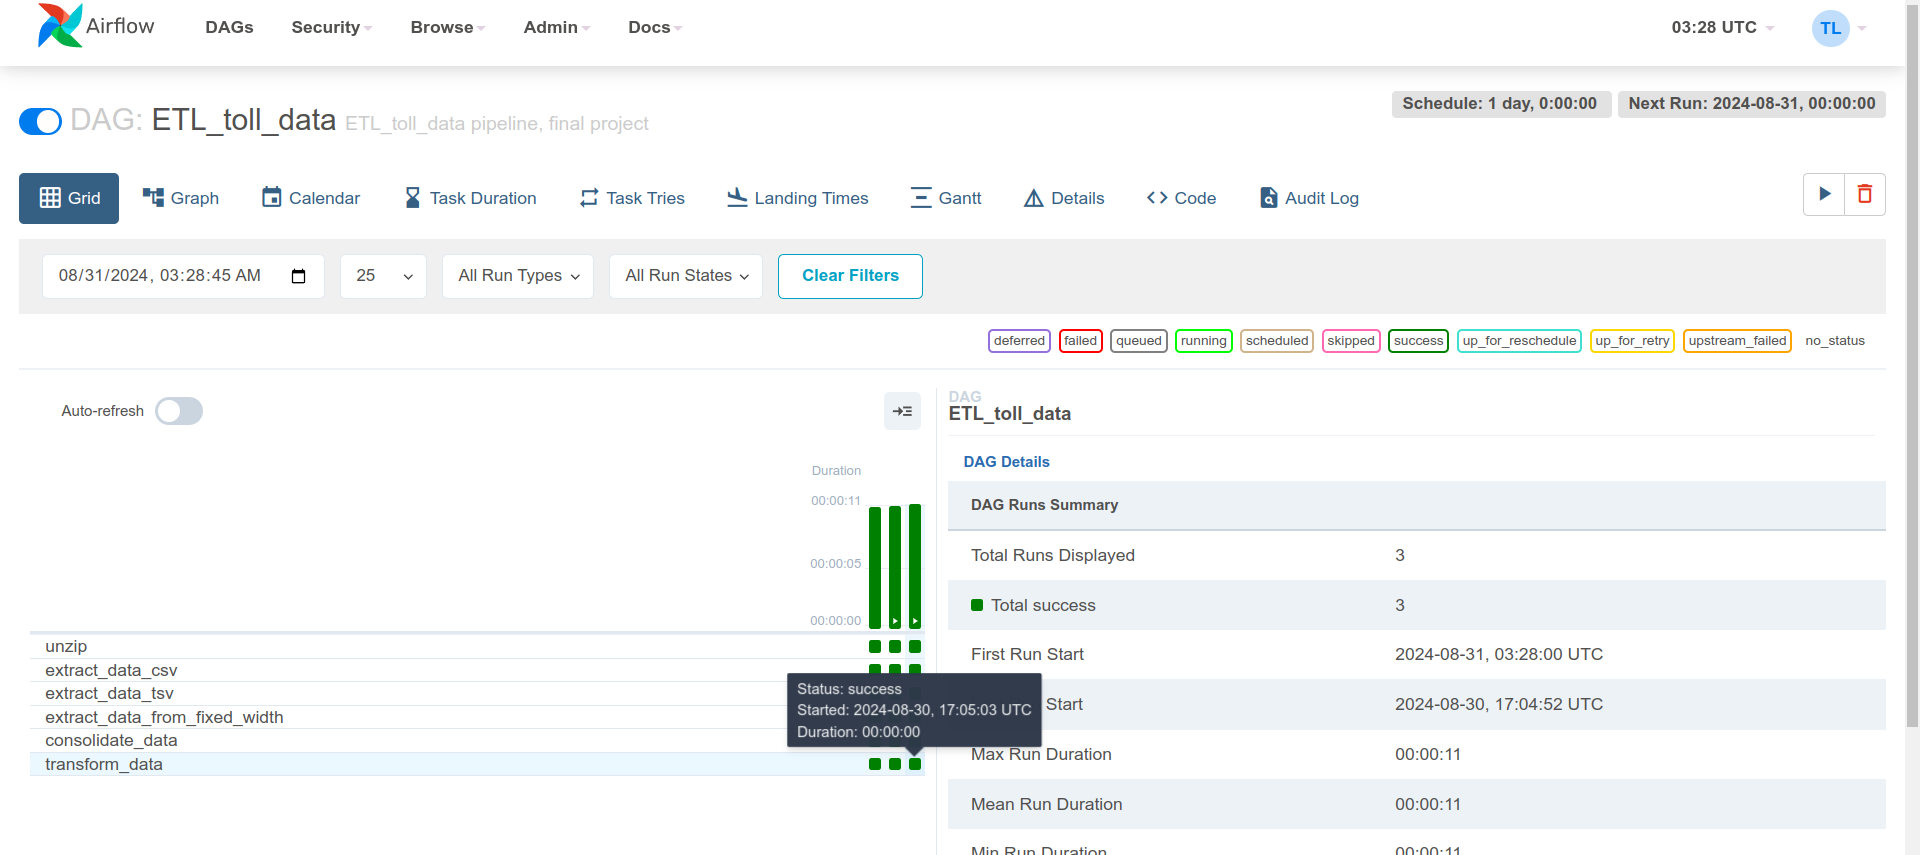 Airflow DAGs Security Browse Admin Docs 03:28 UTC TL
Schedule: 1 day, 0:00:00 Next Run: 2024-08-31, 00:00:00
DAG: ETL_toll_data ETL_toll_data pipeline, final project
Grid Graph Calendar Task Duration Task Tries Landing Times Gantt Details Code Audit Log
08/31/2024, 03:28:45 AM 25 All Run Types All Run States Clear Filters
deferred failed queued running scheduled skipped success up_for_reschedule up_for_retry upstream_failed no_status
Auto-refresh
Duration
00:00:11
00:00:05
00:00:00
unzip
extract_data_csv
extract_data_tsv
extract_data_from_fixed_width
consolidate_data
transform_data
Status: success
Started: 2024-08-30, 17:05:03 UTC
Duration: 00:00:00
DAG
ETL_toll_data
DAG Details
DAG Runs Summary
Total Runs Displayed 3
Total success 3
First Run Start 2024-08-31, 03:28:00 UTC
Start 2024-08-30, 17:04:52 UTC
Max Run Duration 00:00:11
Mean Run Duration 00:00:11
Min Run Duration 00:00:11